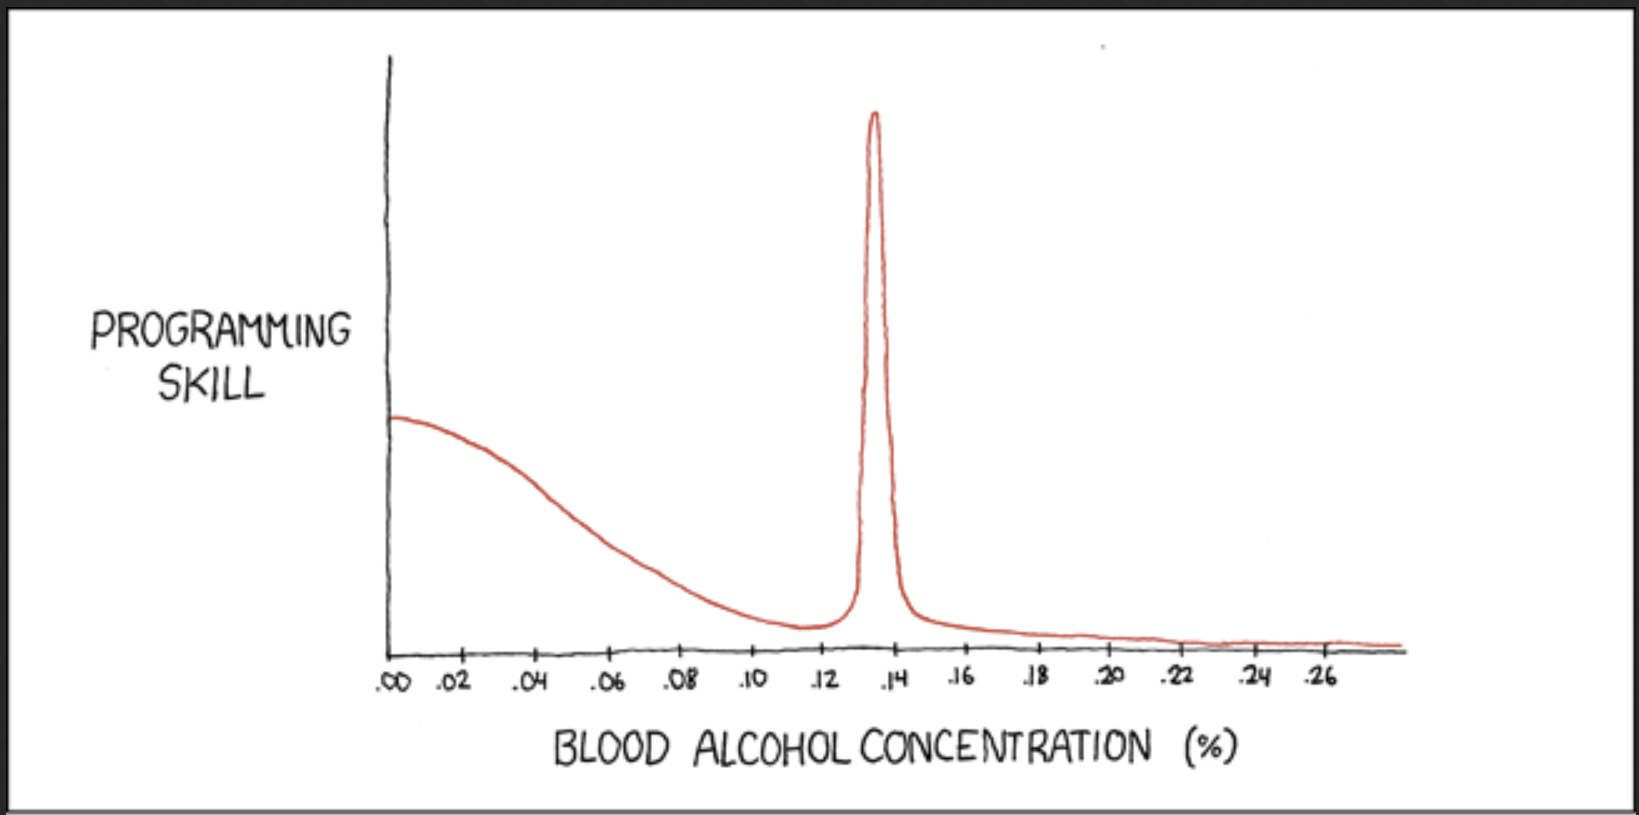 PROGRAMMING
SKILL
.00 .02 .04 .06 .08 .10 .12 .14 .16 .18 .20 .22 .24 .26
BLOOD ALCOHOL CONCENTRATION (%)